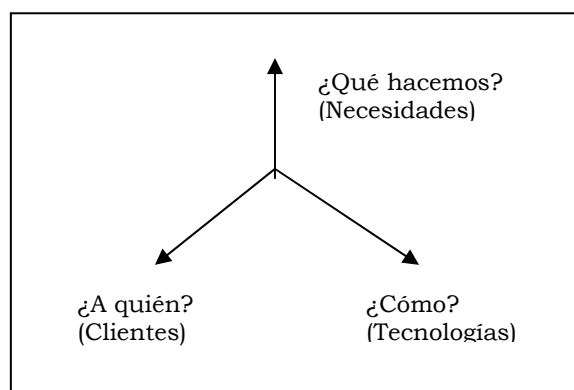 ¿Qué hacemos?
(Necesidades)
¿A quién?
(Clientes)
¿Cómo?
(Tecnologías)